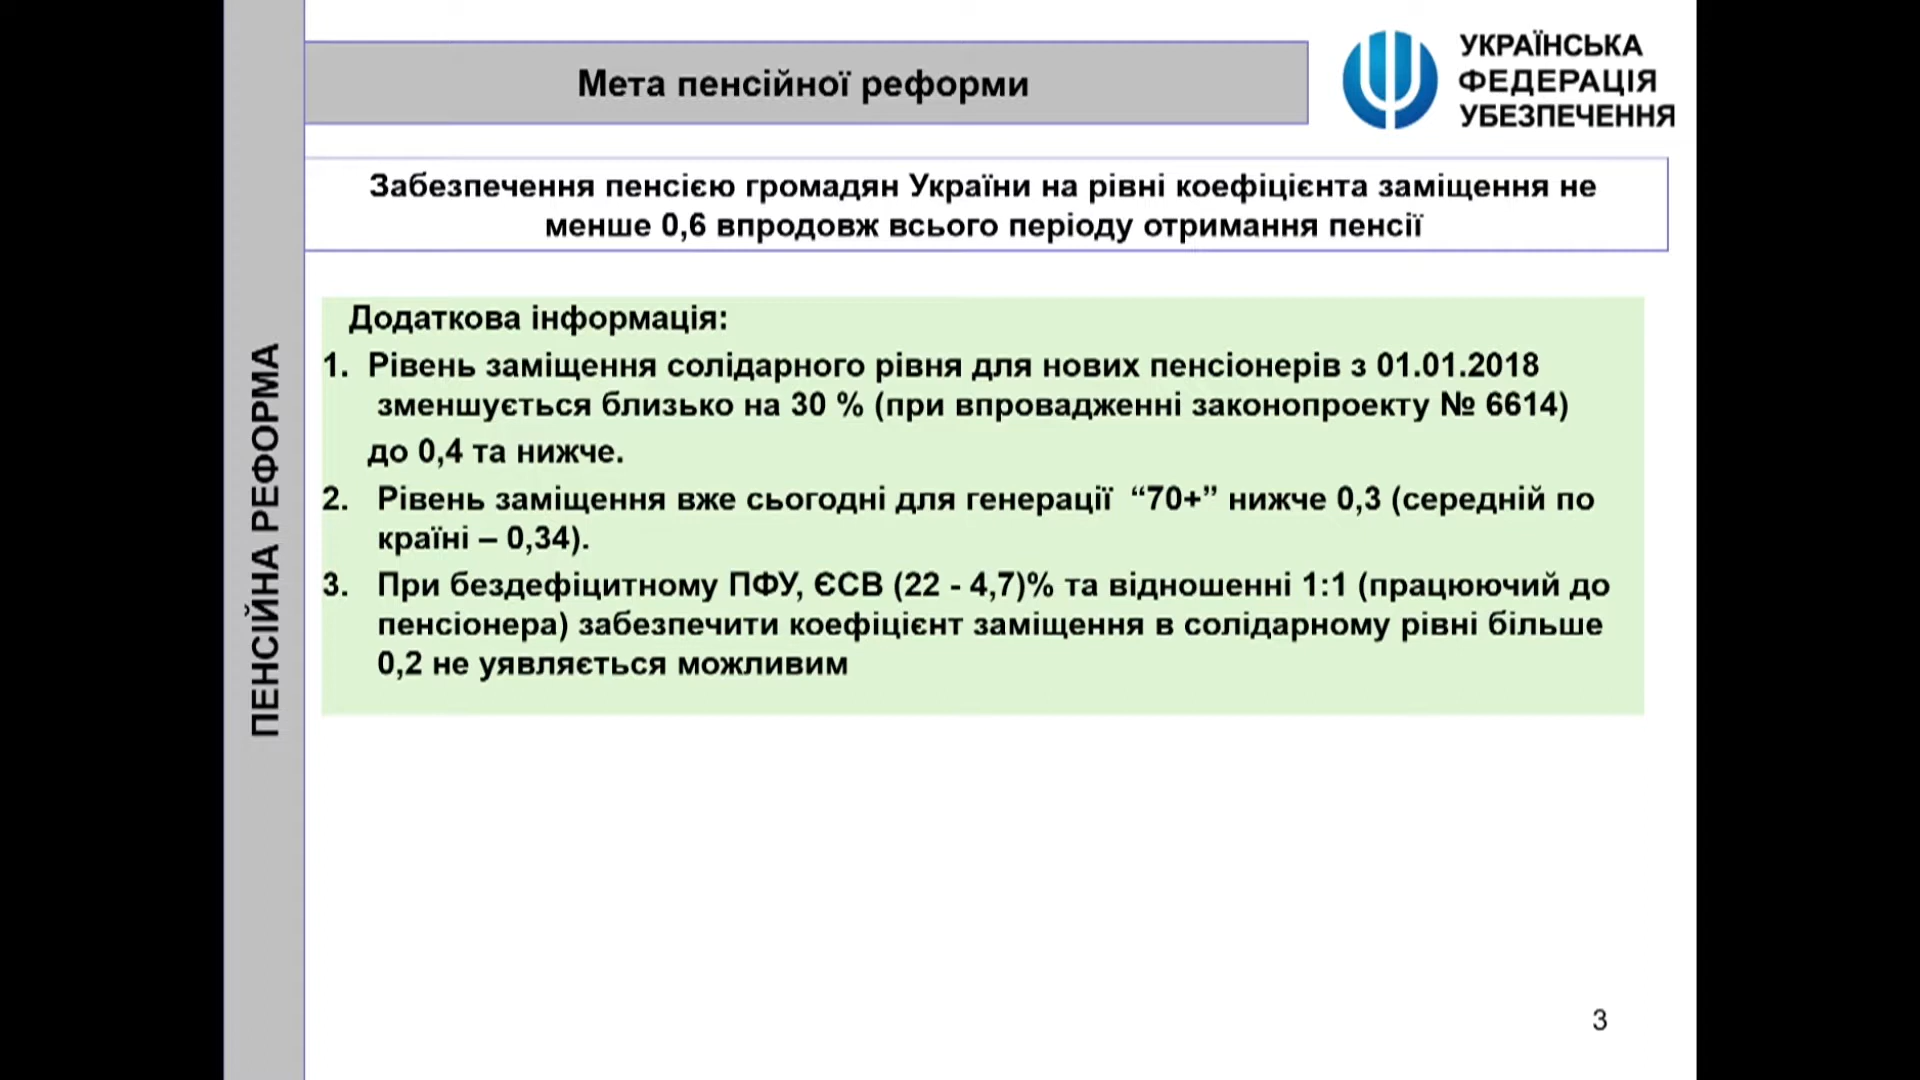 Мета пенсійної реформи
УКРАЇНСЬКА
ФЕДЕРАЦІЯ
УБЕЗПЕЧЕННЯ
Забезпечення пенсією громадян України на рівні коефіцієнта заміщення не
менше 0,6 впродовж всього періоду отримання пенсії
ПЕНСІЙНА РЕФОРМА
Додаткова інформація:
1. Рівень заміщення солідарного рівня для нових пенсіонерів з 01.01.2018
зменшується близько на 30 % (при впровадженні законопроекту № 6614)
до 0,4 та нижче.
2. Рівень заміщення вже сьогодні для генерації “70+” нижче 0,3 (середній по
країні – 0,34).
3. При бездефіцитному ПФУ, ЄСВ (22 - 4,7)% та відношенні 1:1 (працюючий до
пенсіонера) забезпечити коефіцієнт заміщення в солідарному рівні більше
0,2 не уявляється можливим
3